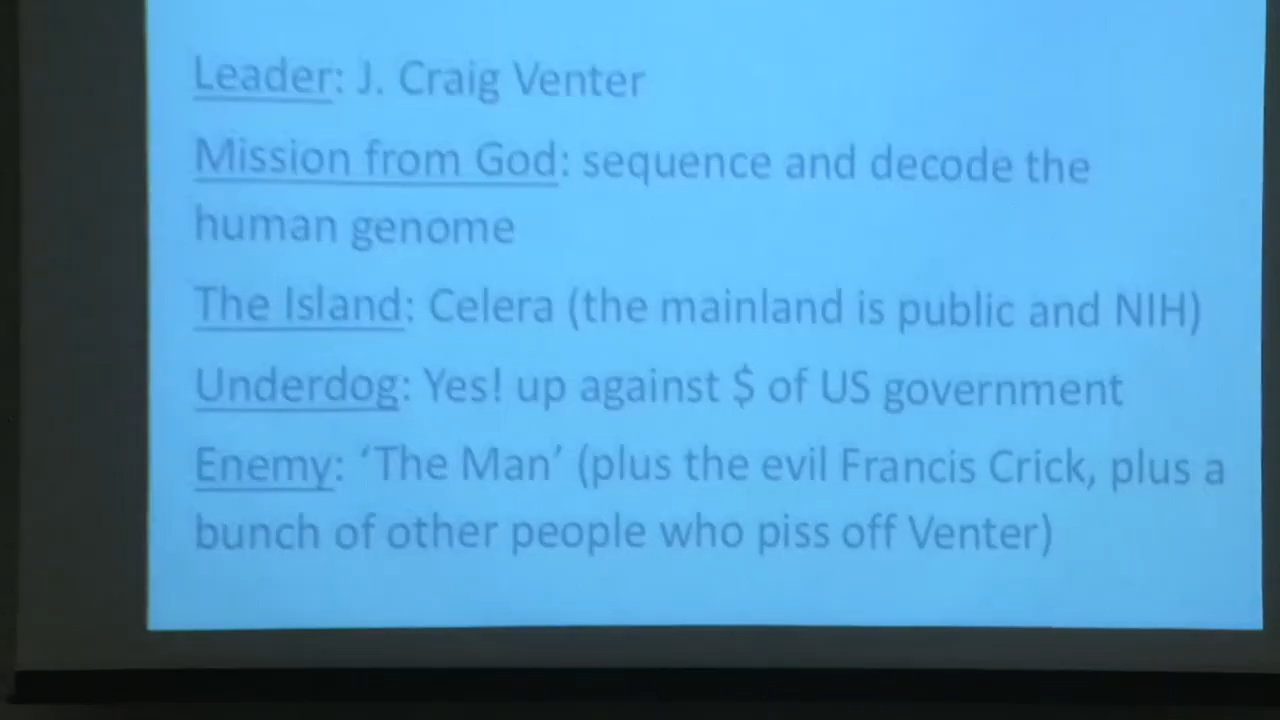 Leader: J. Craig Venter
Mission from God: sequence and decode the
human genome
The Island: Celera (the mainland is public and NIH)
Underdog: Yes! up against $ of US government
Enemy: ‘The Man’ (plus the evil Francis Crick, plus a
bunch of other people who piss off Venter)